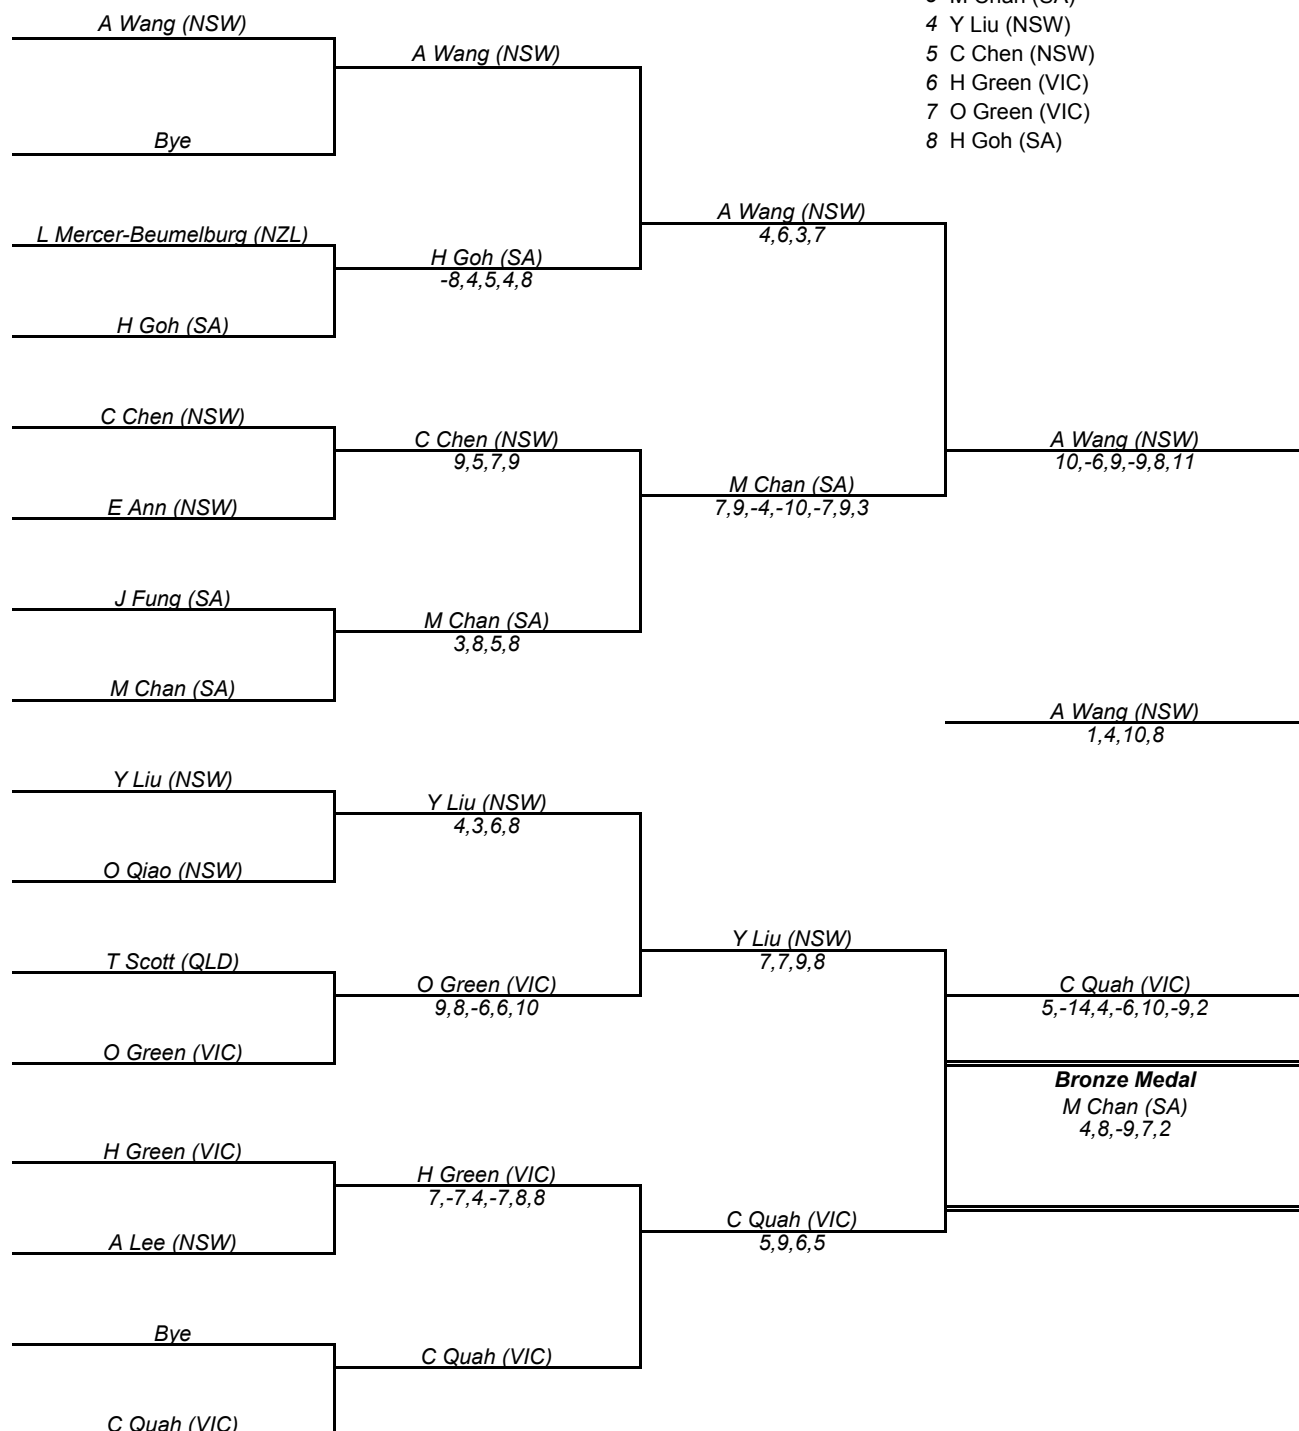 3 M Chan (SA)
4 Y Liu (NSW)
5 C Chen (NSW)
6 H Green (VIC)
7 O Green (VIC)
8 H Goh (SA)
A Wang (NSW)
Bye
L Mercer-Beumelburg (NZL)
H Goh (SA)
C Chen (NSW)
E Ann (NSW)
J Fung (SA)
M Chan (SA)
Y Liu (NSW)
O Qiao (NSW)
T Scott (QLD)
O Green (VIC)
H Green (VIC)
A Lee (NSW)
Bye
C Quah (VIC)
A Wang (NSW)
H Goh (SA)
-8,4,5,4,8
C Chen (NSW)
9,5,7,9
M Chan (SA)
3,8,5,8
Y Liu (NSW)
4,3,6,8
O Green (VIC)
9,8,-6,6,10
H Green (VIC)
7,-7,4,-7,8,8
C Quah (VIC)
A Wang (NSW)
4,6,3,7
M Chan (SA)
7,9,-4,-10,-7,9,3
Y Liu (NSW)
7,7,9,8
C Quah (VIC)
5,9,6,5
A Wang (NSW)
10,-6,9,-9,8,11
A Wang (NSW)
1,4,10,8
C Quah (VIC)
5,-14,4,-6,10,-9,2
Bronze Medal
M Chan (SA)
4,8,-9,7,2